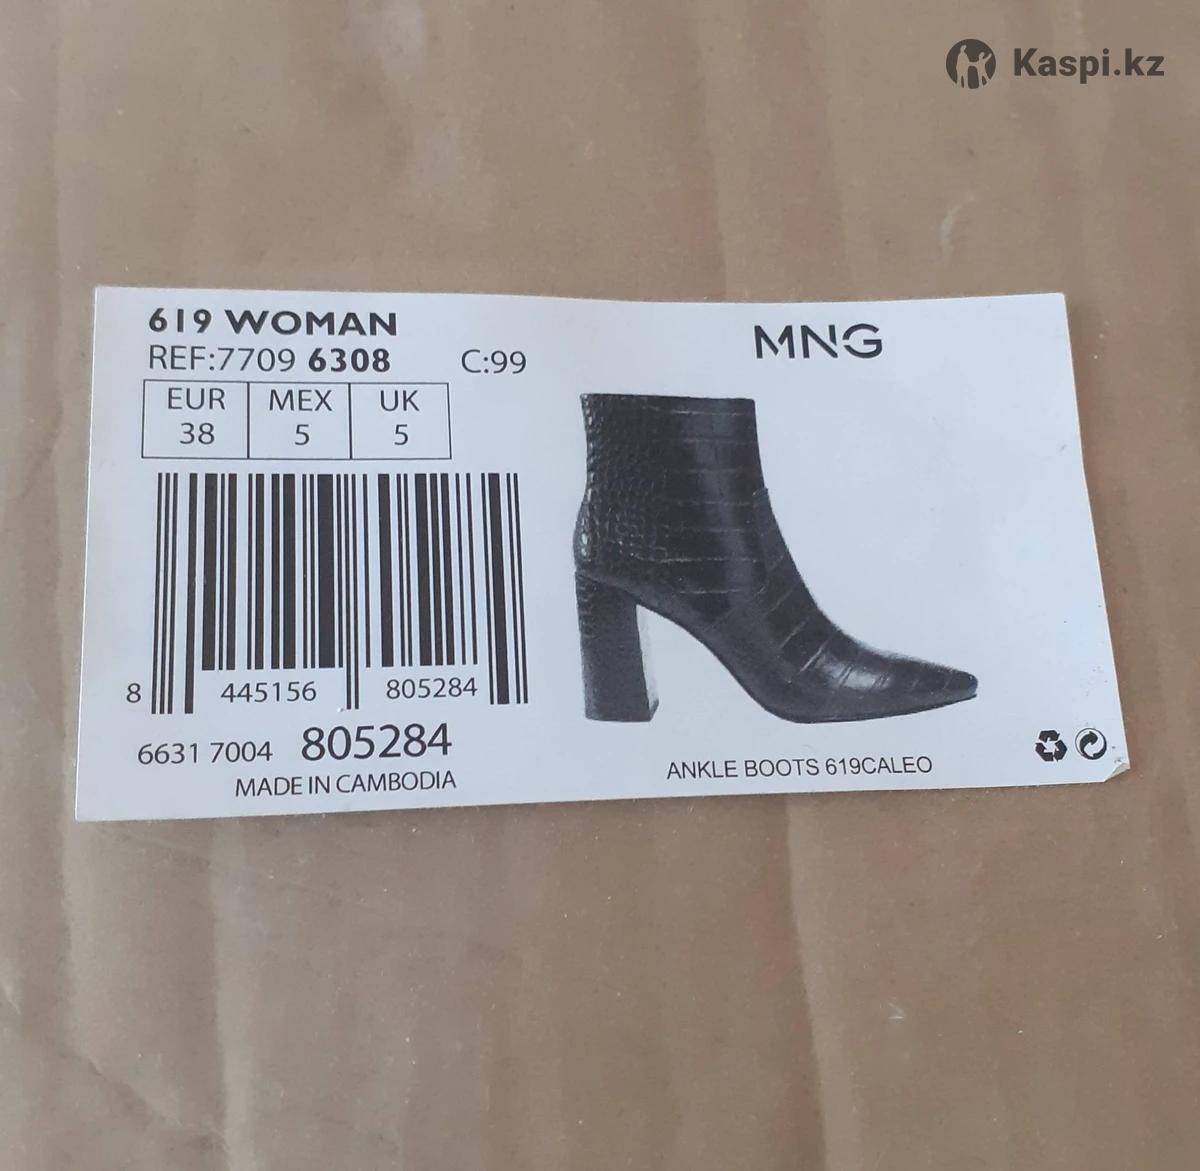 Kaspi.kz
619 WOMAN
REF:7709 6308 C:99
MNG
EUR MEX UK
38 5 5
8 445156 805284
6631 7004 805284
MADE IN CAMBODIA
ANKLE BOOTS 619CALEO